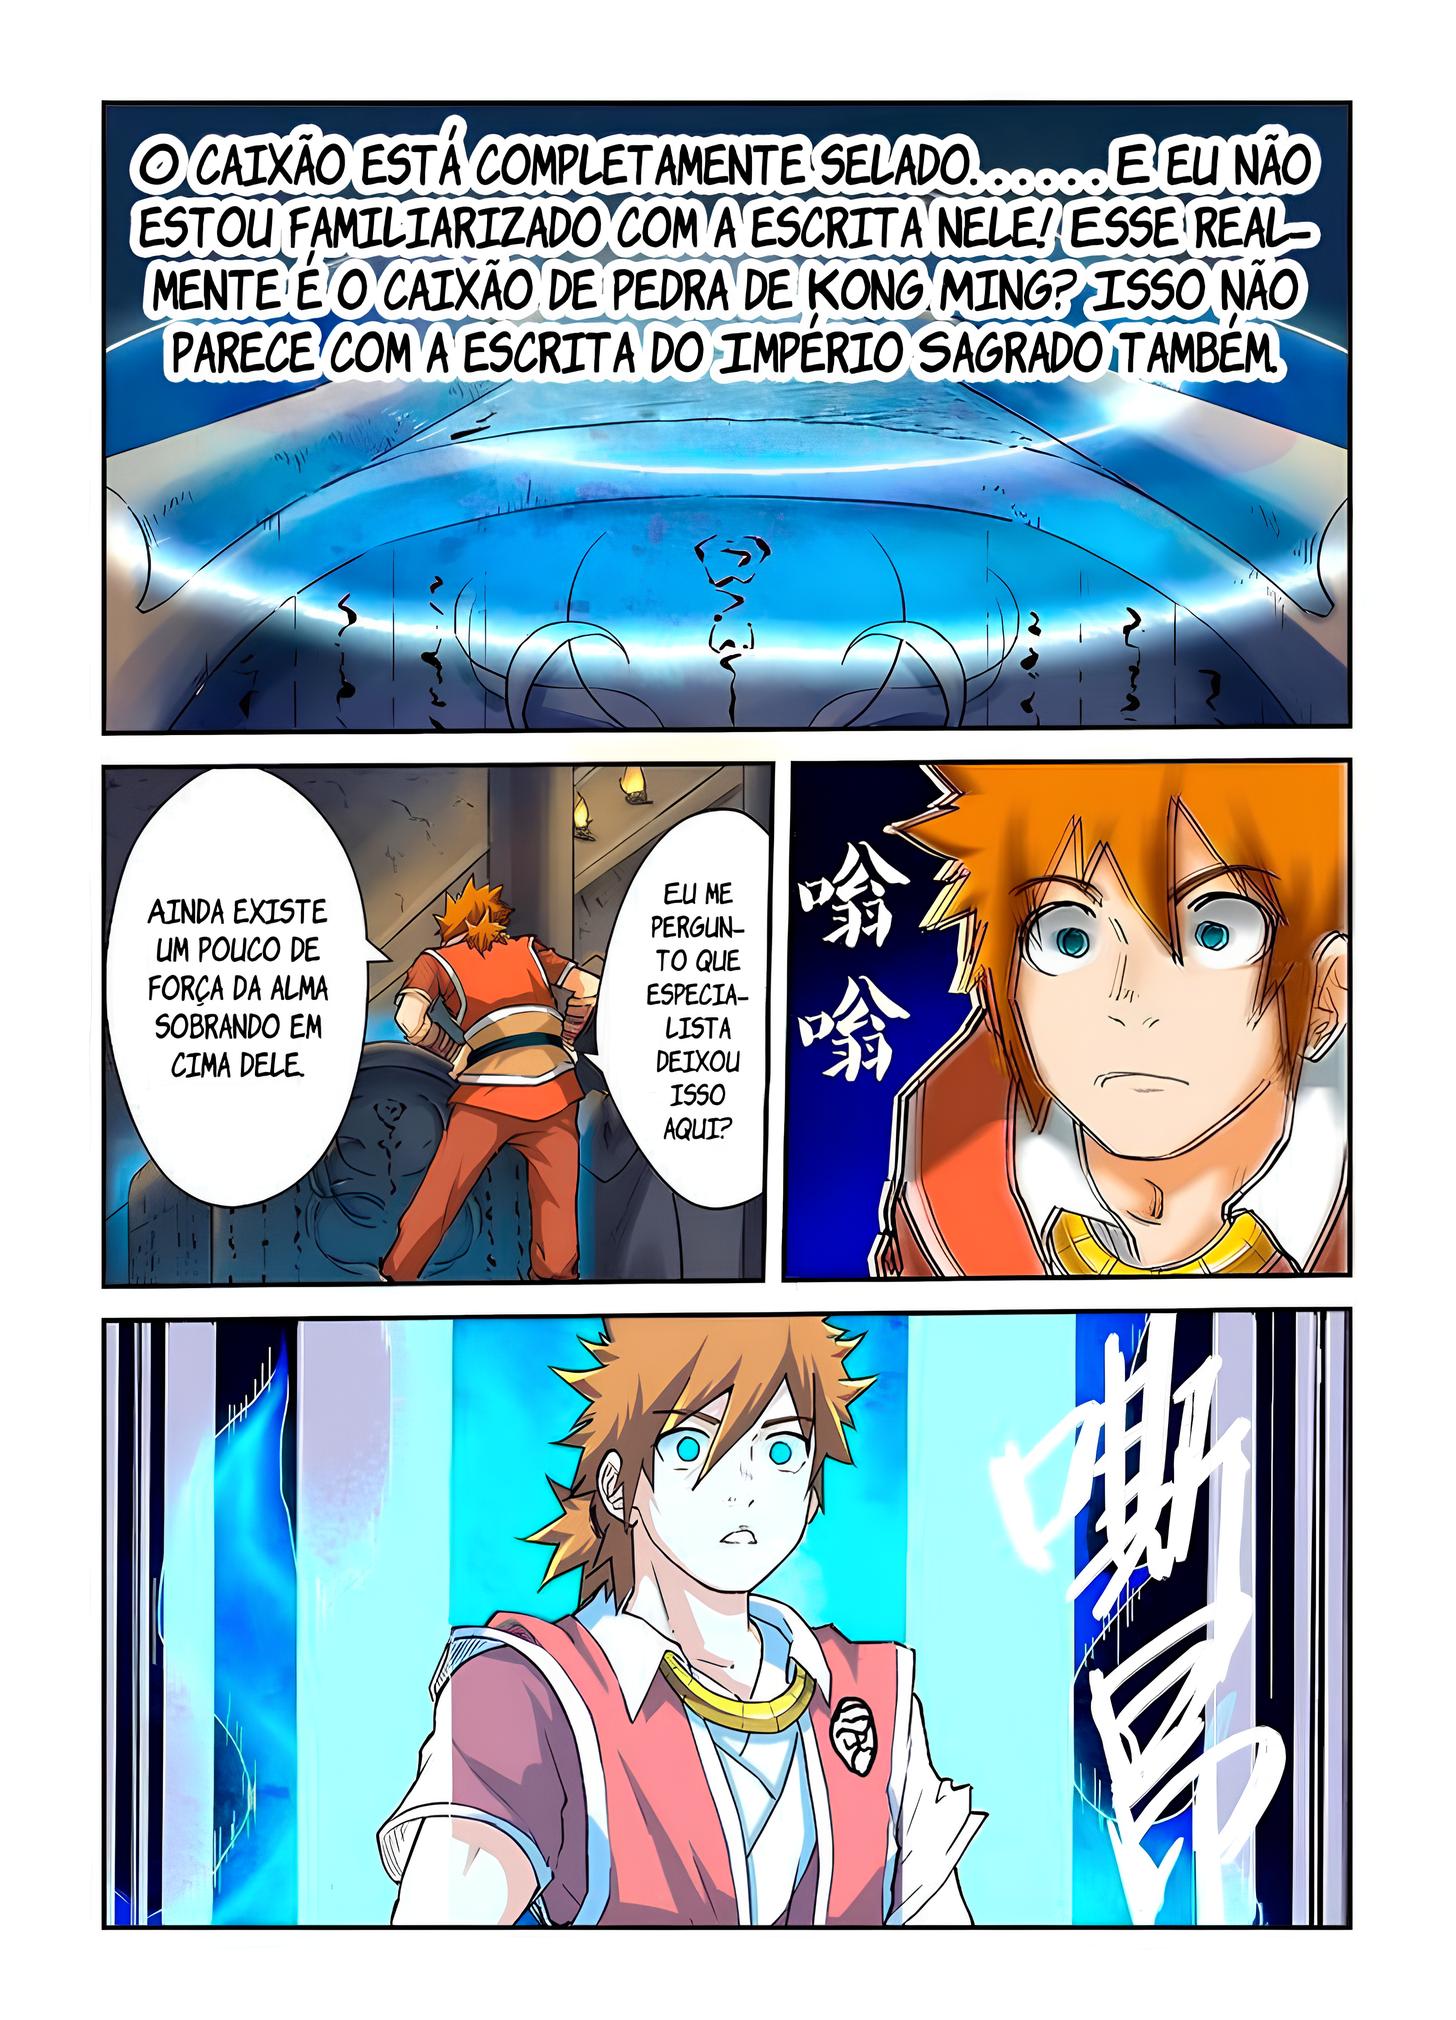 O CAIXÃO ESTÁ COMPLETAMENTE SELADO...... E EU NÃO
ESTOU FAMILIARIZADO COM A ESCRITA NELE! ESSE REAL-
MENTE É O CAIXÃO DE PEDRA DE KONG MING? ISSO NÃO
PARECE COM A ESCRITA DO IMPÉRIO SAGRADO TAMBÉM.
AINDA EXISTE
UM POUCO DE
FORÇA DA ALMA
SOBRANDO EM
CIMA DELE.
EU ME
PERGUN-
TO QUE
ESPECIA-
LISTA
DEIXOU
ISSO
AQUI?
嗡
嗡
嘶
昂